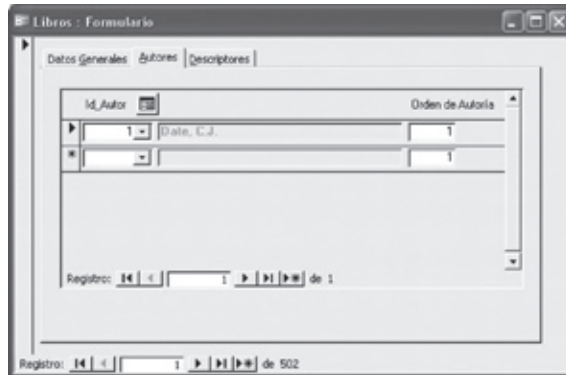 Libros : Formulario
Datos Generales Autores Descriptores
Id_Autor Orden de Autoría
1 Date, C.J. 1
1
Registro: 1 de 1
Registro: 1 de 502